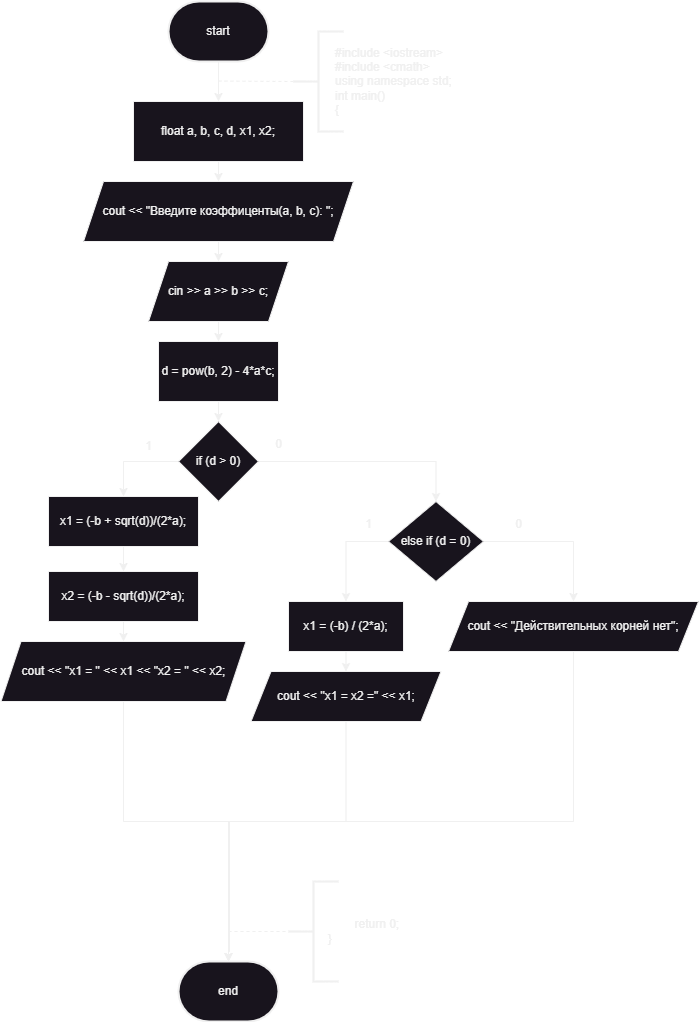 start
#include <iostream>
#include <cmath>
using namespace std;
int main()
{
float a, b, c, d, x1, x2;
cout << "Введите коэффиценты(a, b, c): ";
cin >> a >> b >> c;
d = pow(b, 2) - 4*a*c;
1
0
if (d > 0)
x1 = (-b + sqrt(d))/(2*a);
1
0
else if (d = 0)
x2 = (-b - sqrt(d))/(2*a);
x1 = (-b) / (2*a);
cout << "Действительных корней нет";
cout << "x1 = " << x1 << "x2 = " << x2;
cout << "x1 = x2 =" << x1;
return 0;
}
end